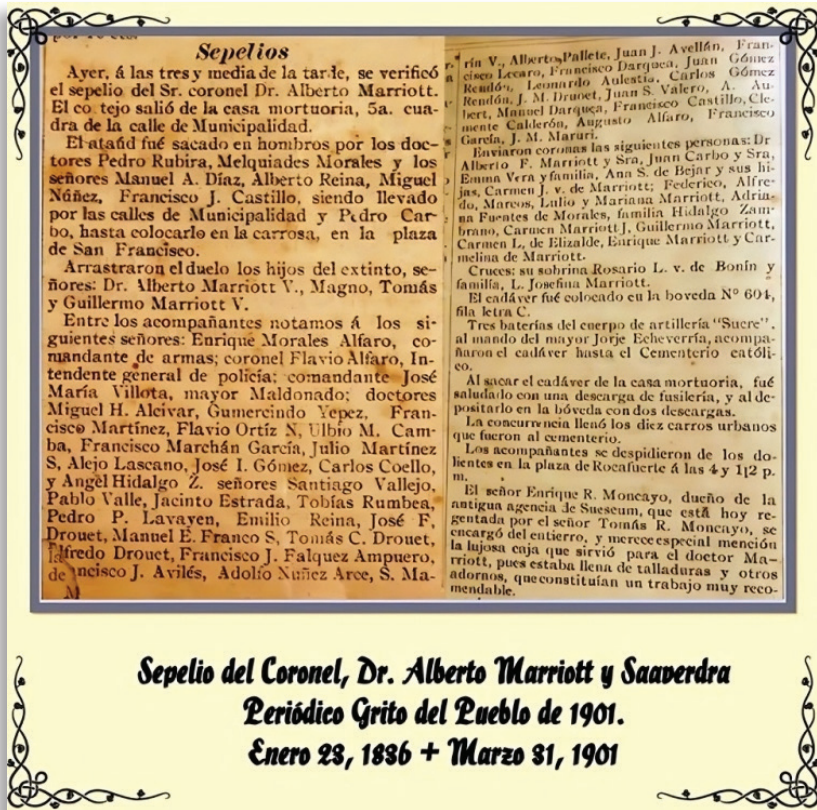 Sepelios
Ayer, á las tres y media de la tarde, se verificó
el sepelio del Sr. coronel Dr. Alberto Marriott.
El co tejo salió de la casa mortuoria, 5a. cua-
dra de la calle de Municipalidad.
El ataúd fué sacado en hombros por los doc-
tores Pedro Rubira, Melquiades Morales y los
señores Manuel A. Díaz, Alberto Reina, Miguel
Núñez, Francisco J. Castillo, siendo llevado
por las calles de Municipalidad y Pedro Car-
bo, hasta colocarlo en la carrosa, en la plaza
de San Francisco.
Arrastraron el duelo los hijos del extinto, se-
ñores: Dr. Alberto Marriott V., Magno, Tomás
y Guillermo Marriott V.
Entre los acompañantes notamos á los si-
guientes señores: Enrique Morales Alfaro, co-
mandante de armas; coronel Flavio Alfaro, In-
tendente general de policía; comandante José
María Villota, mayor Maldonado; doctores
Miguel H. Alcivar, Gumercindo Yepez, Fran-
cisco Martínez, Flavio Ortíz N, Ulbio M. Cam-
ba, Francisco Marchán García, Julio Martínez
S, Alejo Lascano, José I. Gómez, Carlos Coello,
y Angel Hidalgo Z. señores Santiago Vallejo,
Pablo Valle, Jacinto Estrada, Tobías Rumbea,
Pedro P. Lavayen, Emilio Reina, José F,
Drouet, Manuel E. Franco S, Tomás C. Drouet,
Alfredo Drouet, Francisco J. Falquez Ampuero,
ncisco J. Avilés, Adolfo Nuñez Arce, S. Ma-
rín V., Alberto Pallete, Juan J. Avellán, Fran-
cisco Lecaro, Francisco Darquea, Juan Gómez
Rendón, Leonardo Aulestia, Carlos Gómez
Rendón, J. M. Drouet, Juan S. Valero, A. Au-
bert, Manuel Darquea, Francisco Castillo, Cle-
mente Calderón, Augusto Alfaro, Francisco
García, J. M. Maruri.
Enviaron coronas las siguientes personas: Dr
Alberto F. Marriott y Sra, Juan Carbo y Sra,
Emma Vera y familia, Ana S. de Bejar y sus hi-
jas, Carmen J. v. de Marriott; Federico, Alfre-
do, Marcos, Lulio y Mariana Marriott, Adria-
na Fuentes de Morales, familia Hidalgo Zam-
brano, Carmen Marriott J, Guillermo Marriott,
Carmen L, de Elizalde, Enrique Marriott y Car-
melina de Marriott.
Cruces: su sobrina Rosario L. v. de Bonín y
familia, L. Josefina Marriott.
El cadáver fué colocado en la boveda Nº 604,
fila letra C.
Tres baterías del cuerpo de artillería "Sucre".
al mando del mayor Jorje Echeverría, acompa-
ñaron el cadáver hasta el Cementerio católi-
co.
Al sacar el cadáver de la casa mortuoria, fué
saludado con una descarga de fusilería, y al de-
positarlo en la bóveda con dos descargas.
La concurrencia llenó los diez carros urbanos
que fueron al cementerio.
Los acompañantes se despidieron de los do-
lientes en la plaza de Rocafuerte á las 4 y 1|2 p.
m.
El señor Enrique R. Moncayo, dueño de la
antigua agencia de Suescum, que está hoy re-
gentada por el señor Tomás R. Moncayo, se
encargó del entierro, y merece especial mención
la lujosa caja que sirvió para el doctor Ma-
rriott, pues estaba llena de talladuras y otros
adornos, que constituían un trabajo muy reco-
mendable.
Sepelio del Coronel, Dr. Alberto Marriott y Saaverdra
Periódico Grito del Pueblo de 1901.
Enero 23, 1836 + Marzo 31, 1901